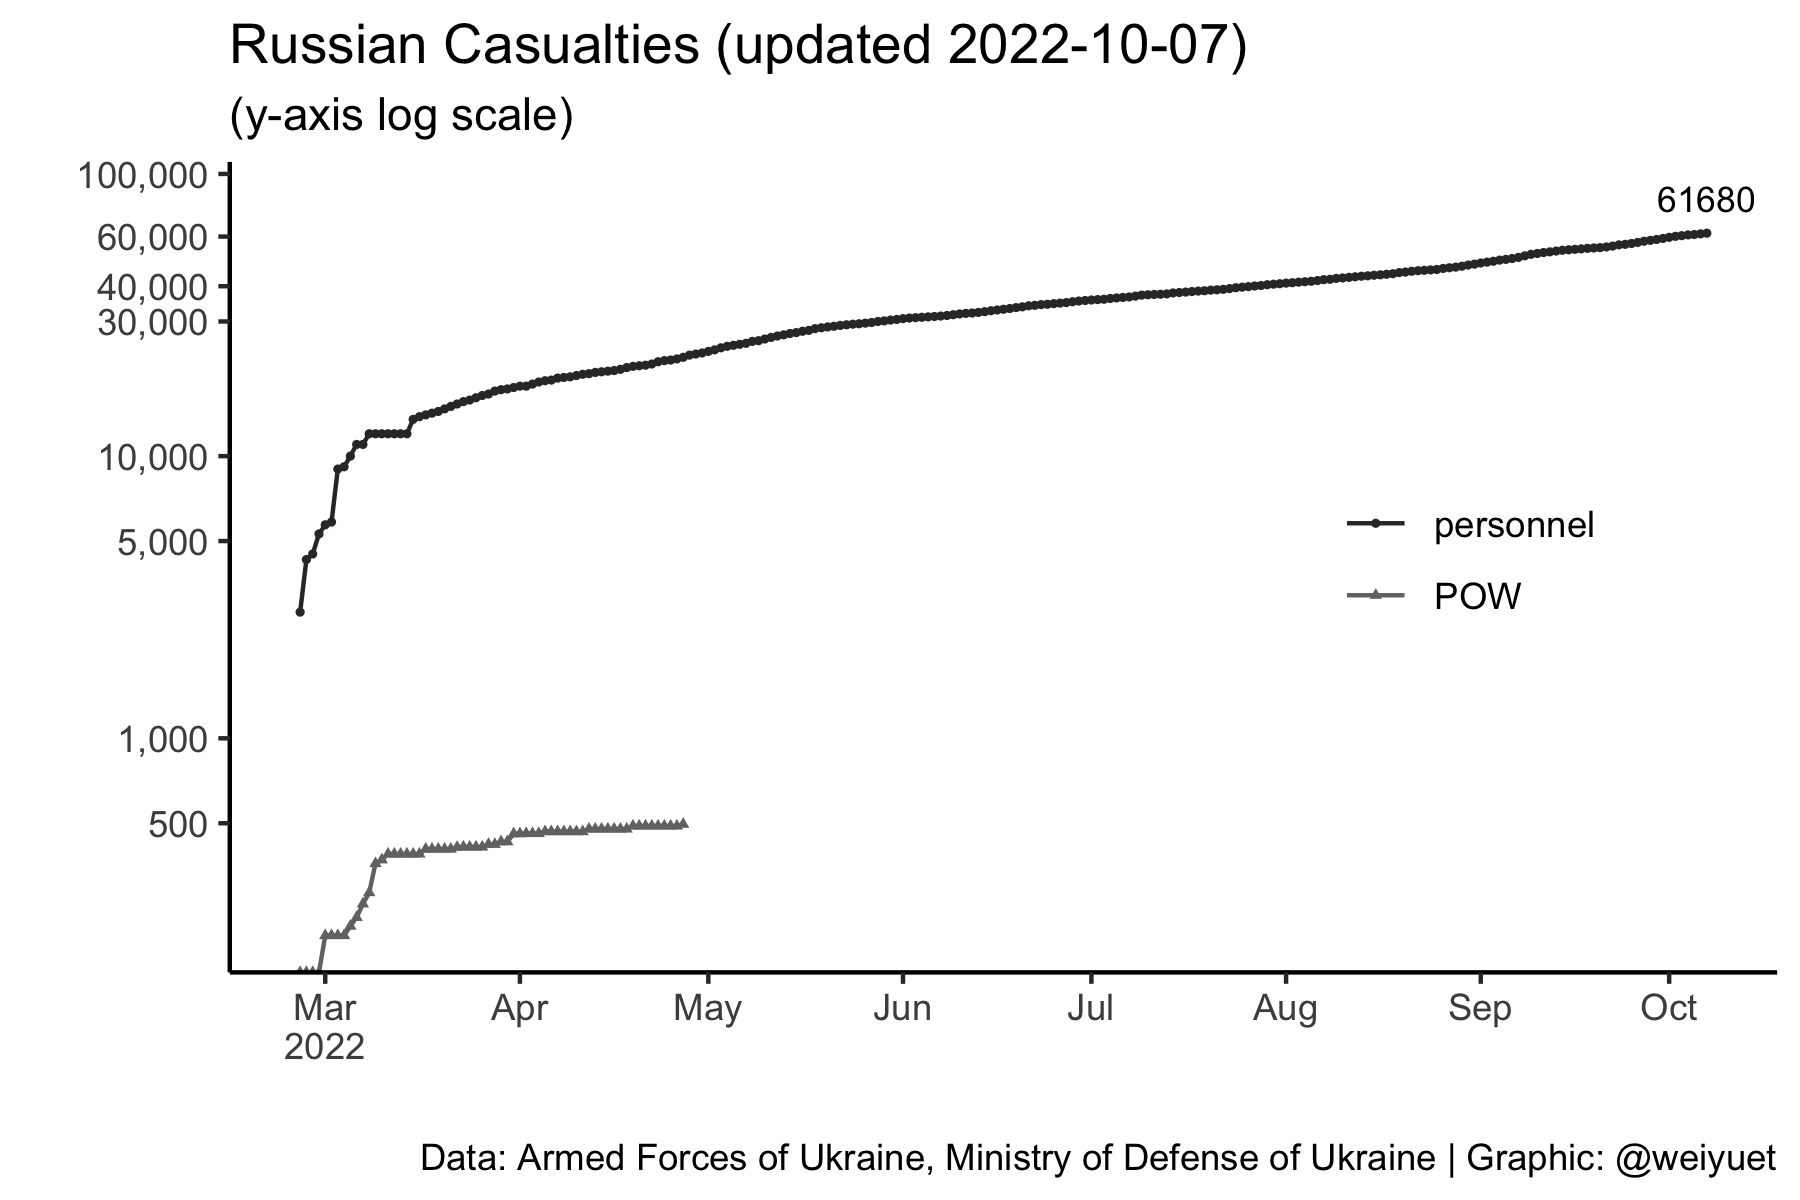 Russian Casualties (updated 2022-10-07)
(y-axis log scale)
100,000
60,000
40,000
30,000
10,000
5,000
1,000
500
61680
personnel
POW
Mar Apr May Jun Jul Aug Sep Oct
2022
Data: Armed Forces of Ukraine, Ministry of Defense of Ukraine | Graphic: @weiyuet